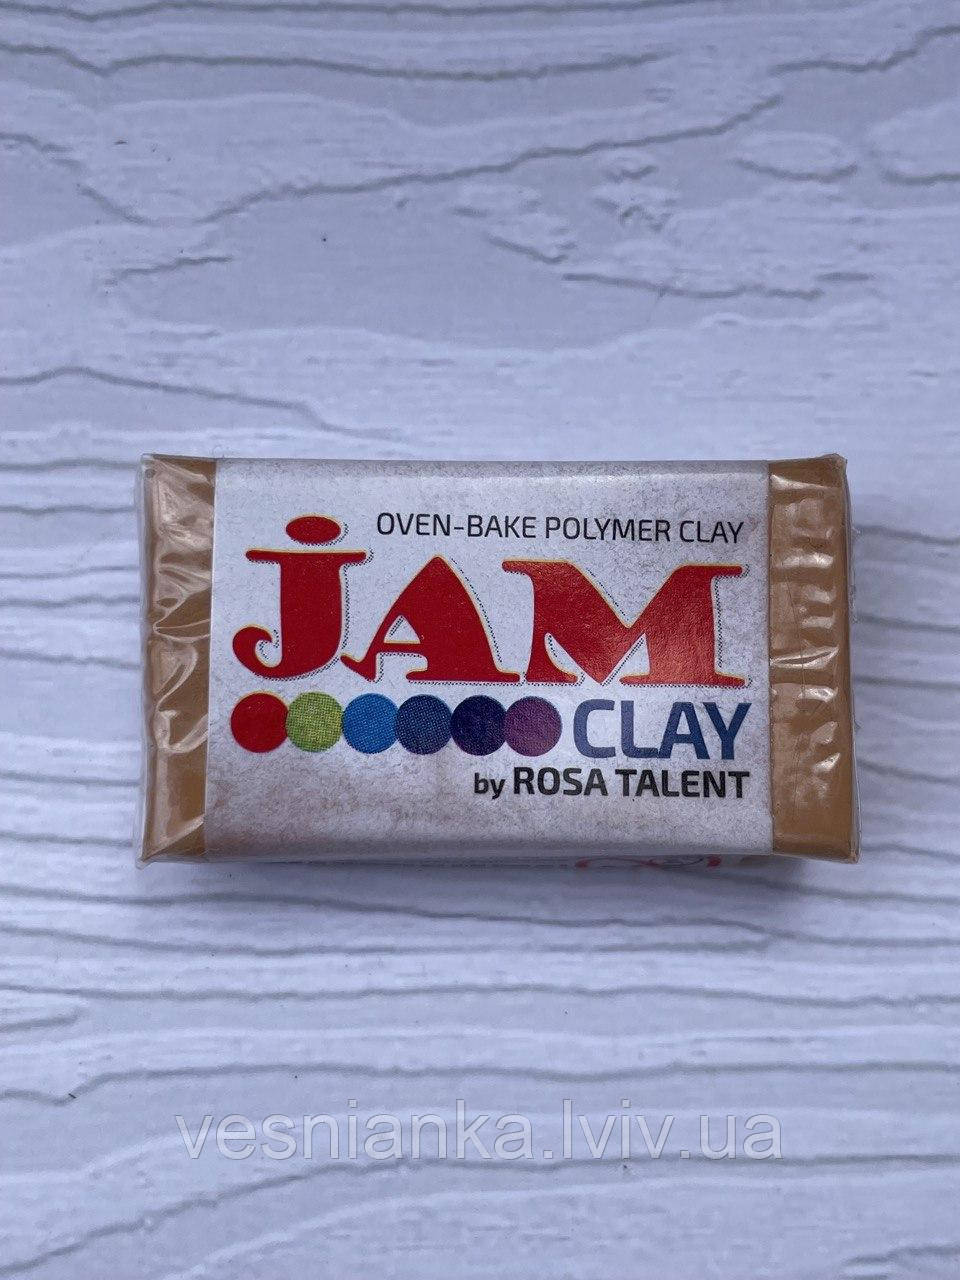 OVEN-BAKE POLYMER CLAY
JAM
CLAY
by ROSA TALENT
vesnianka.lviv.ua